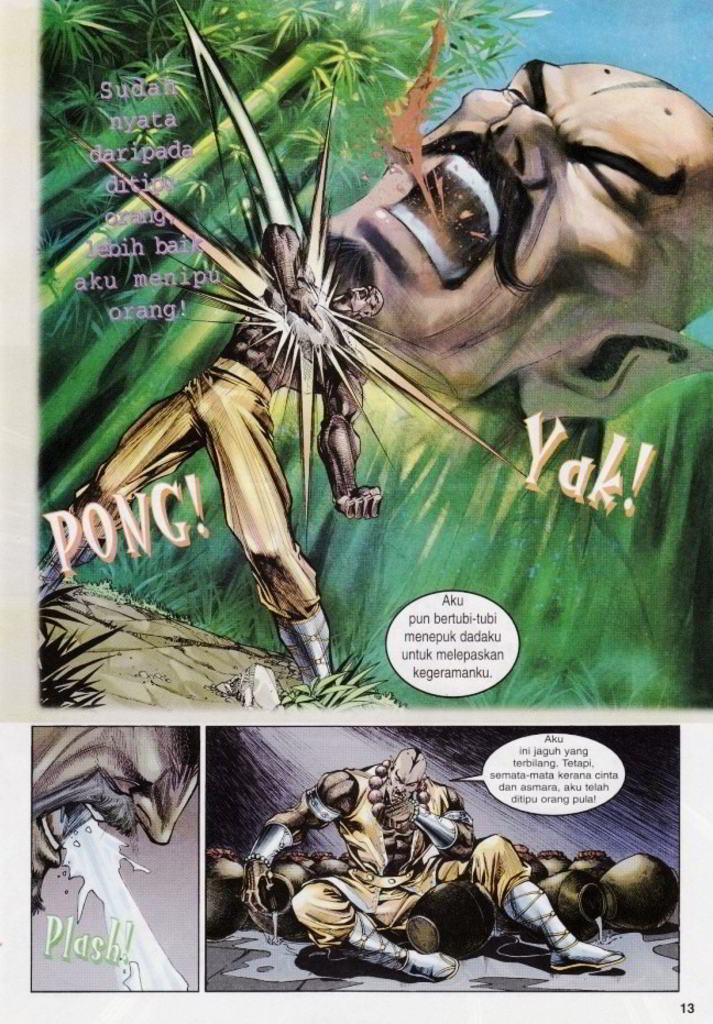 Sudah
nyata
daripada
ditipu
orang,
lebih baik
aku menipu
orang!
PONG!
Yak!
Aku
pun bertubi-tubi
menepuk dadaku
untuk melepaskan
kegeramanku.
Plash!
Aku
ini jaguh yang
terbilang. Tetapi,
semata-mata kerana cinta
dan asmara, aku telah
ditipu orang pula!
13